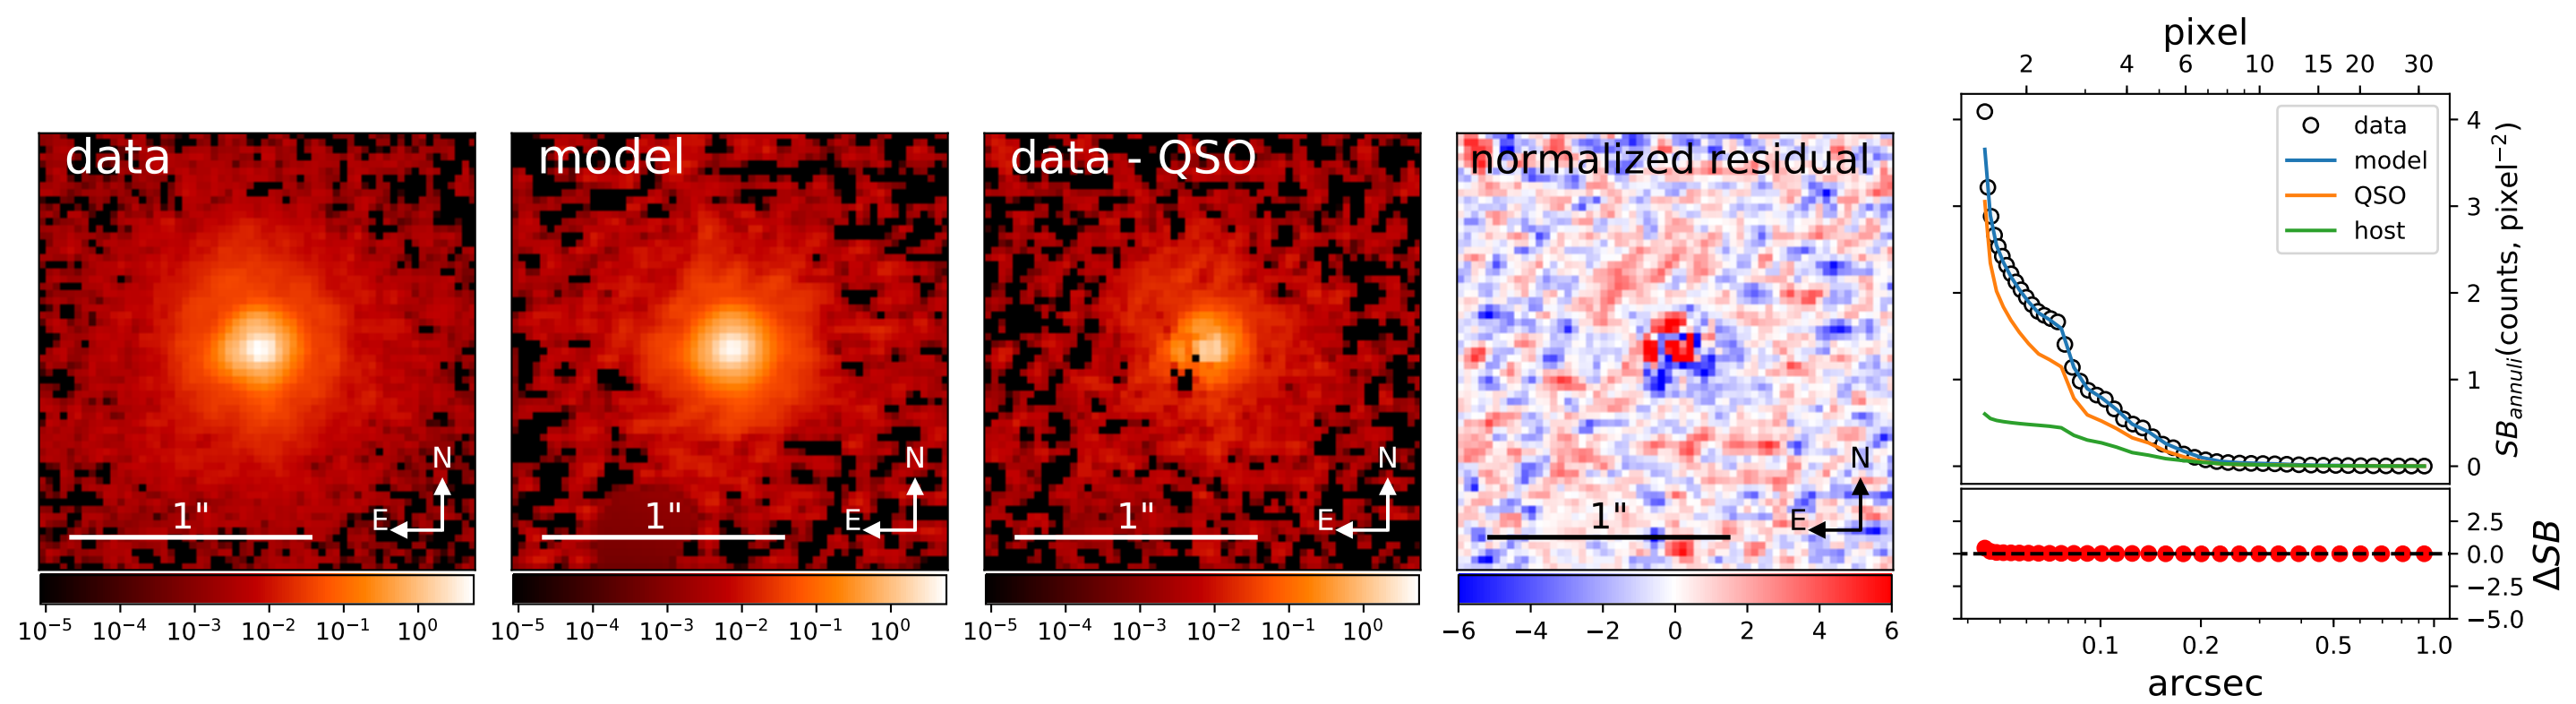 data
N
E
1"
10⁻⁵ 10⁻⁴ 10⁻³ 10⁻² 10⁻¹ 10⁰
model
N
E
1"
10⁻⁵ 10⁻⁴ 10⁻³ 10⁻² 10⁻¹ 10⁰
data - QSO
N
E
1"
10⁻⁵ 10⁻⁴ 10⁻³ 10⁻² 10⁻¹ 10⁰
normalized residual
N
E
1"
−6 −4 −2 0 2 4 6
pixel
2 4 6 10 15 20 30
data
model
QSO
host
4
3
2
1
0
SB_annuli(counts, pixel⁻²)
2.5
0.0
−2.5
−5.0
ΔSB
0.1 0.2 0.5 1.0
arcsec